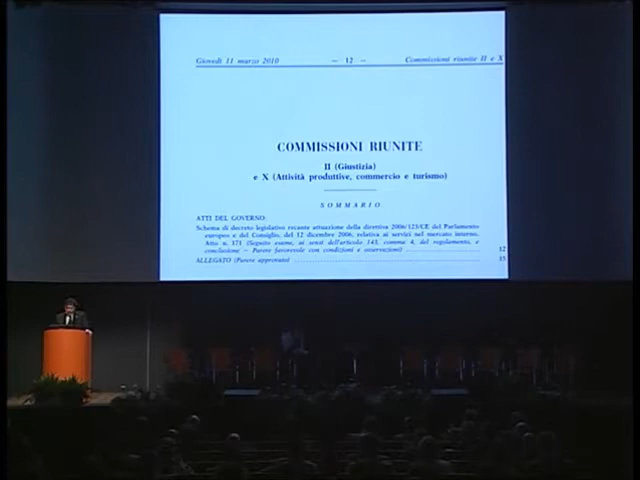 Giovedì 11 marzo 2010 — 12 — Commissioni riunite II e X
COMMISSIONI RIUNITE
II (Giustizia)
e X (Attività produttive, commercio e turismo)
SOMMARIO
ATTI DEL GOVERNO:
Schema di decreto legislativo recante attuazione della direttiva 2006/123/CE del Parlamento
europeo e del Consiglio, del 12 dicembre 2006, relativa ai servizi nel mercato interno.
Atto n. 171 (Seguito esame, ai sensi dell'articolo 143, comma 4, del regolamento, e
conclusione – Parere favorevole con condizioni e osservazioni) 12
ALLEGATO (Parere approvato) 15